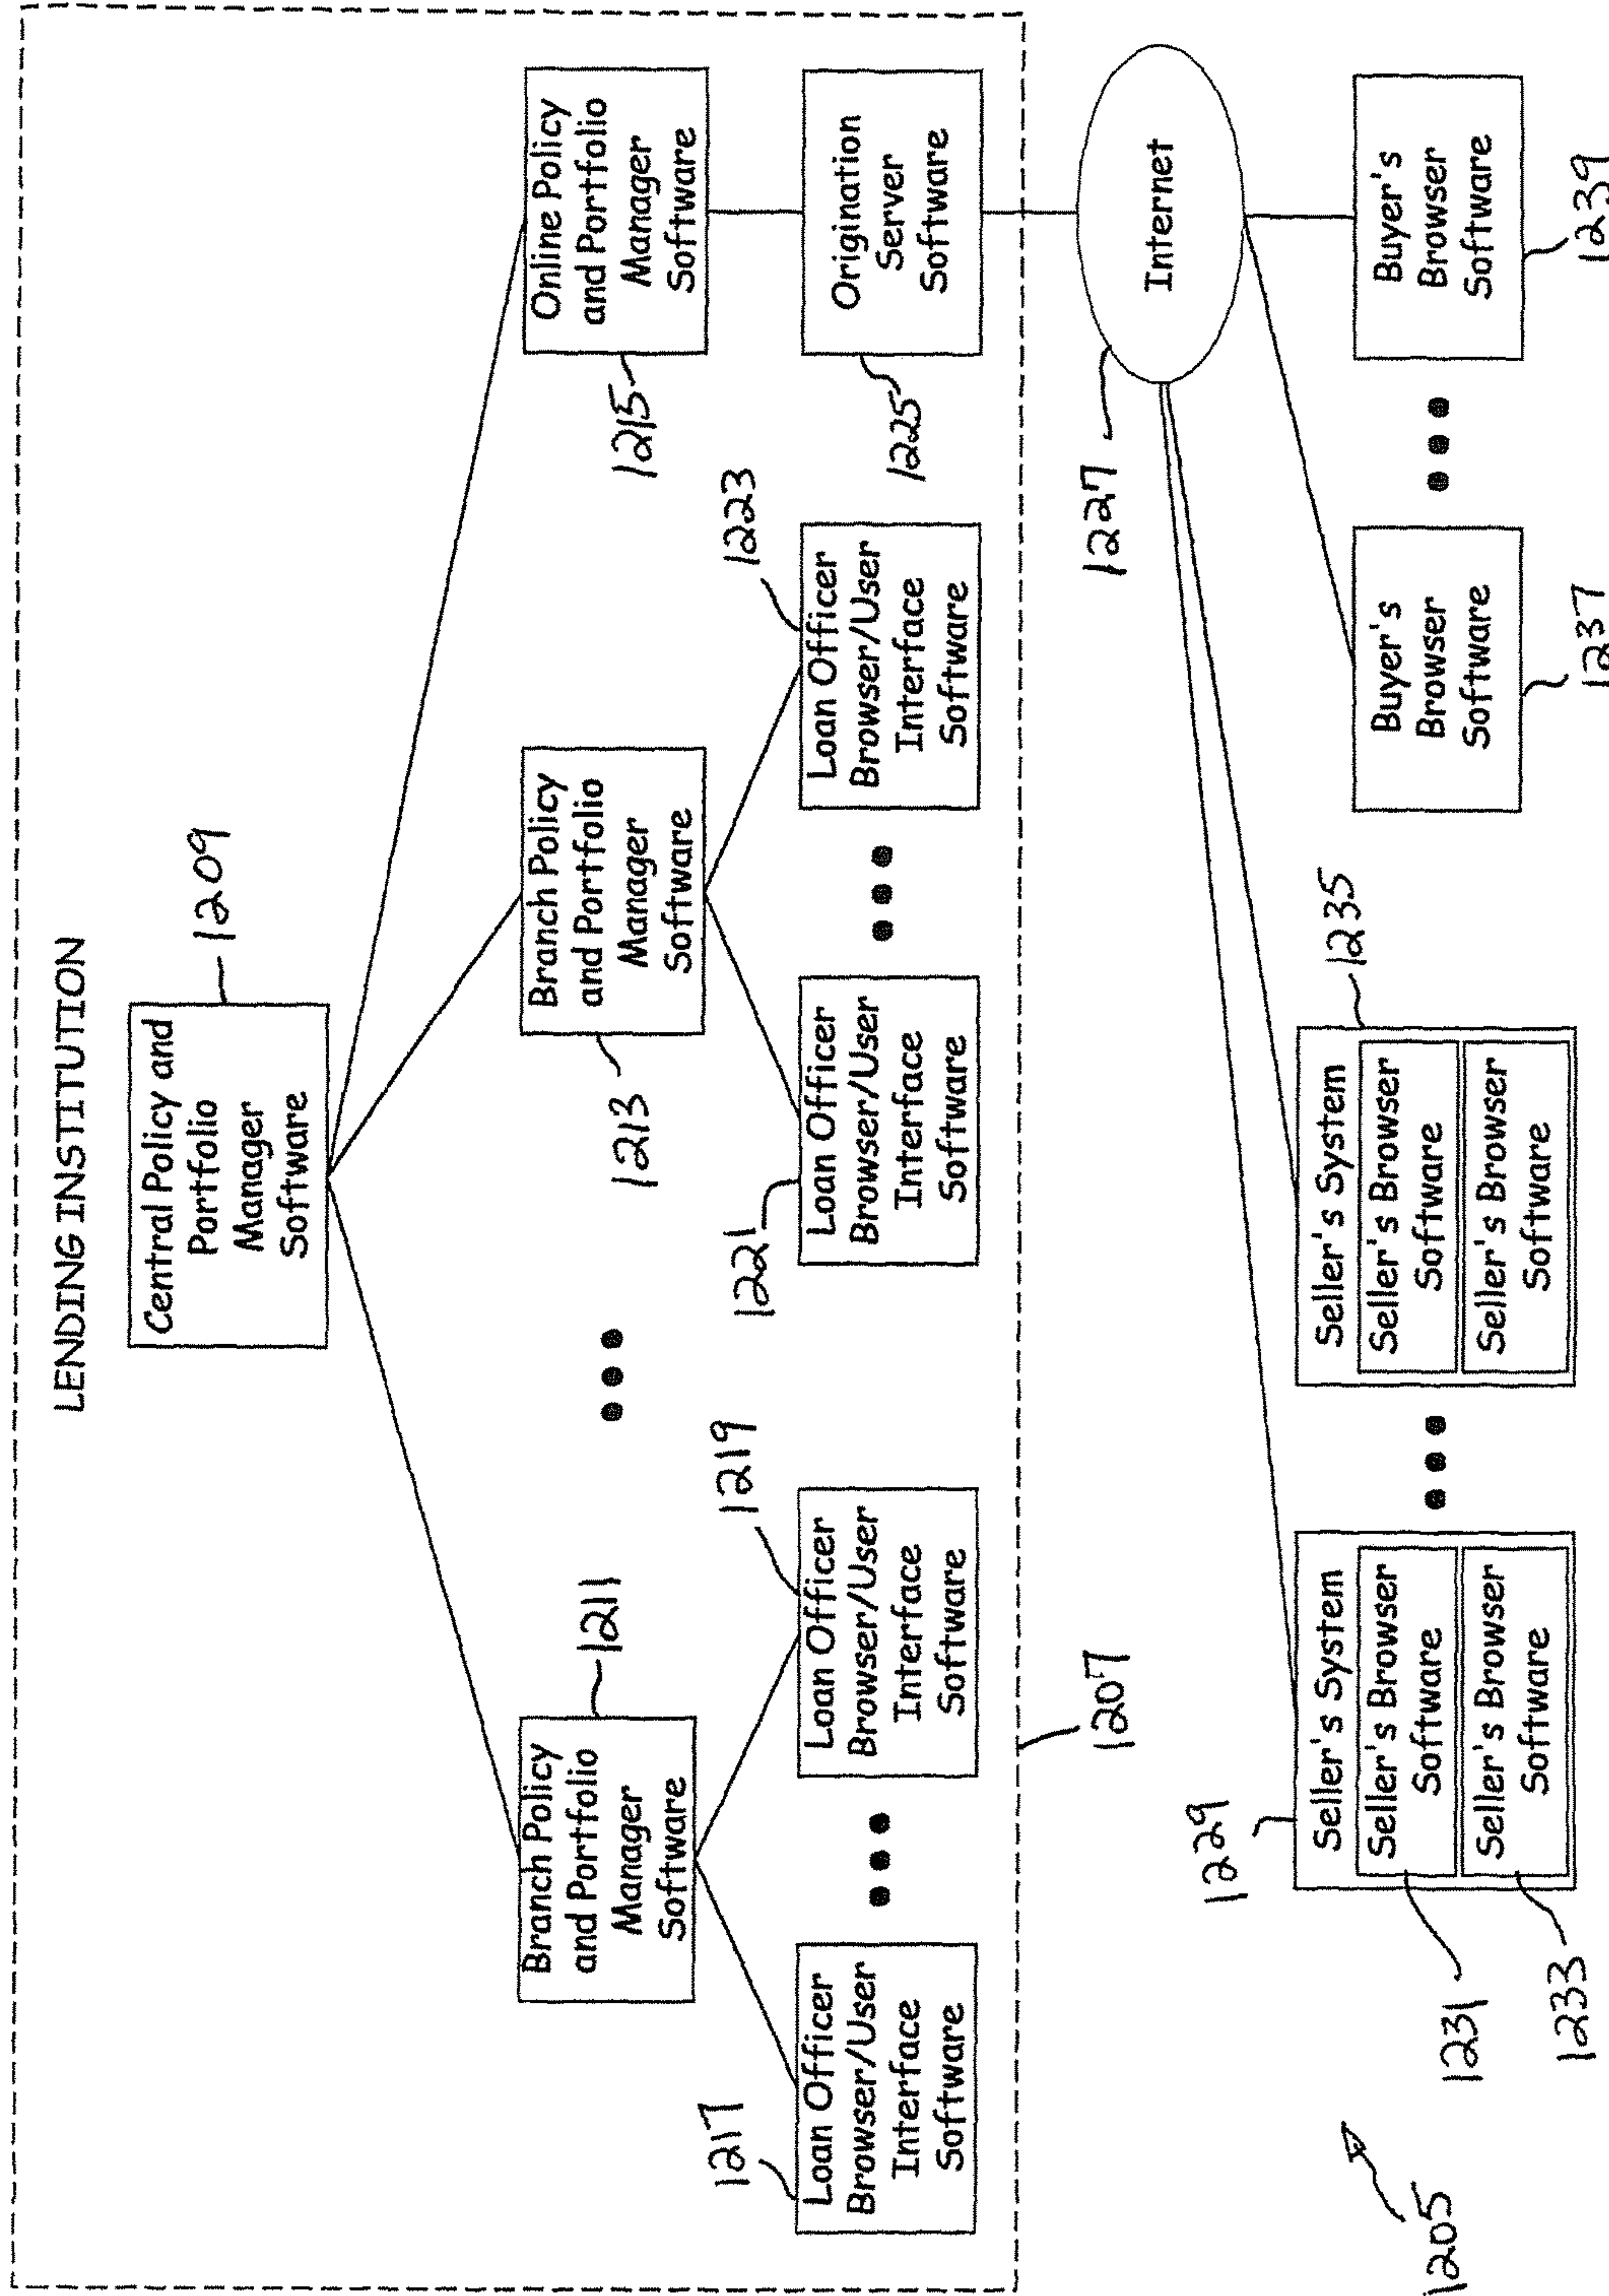 LENDING INSTITUTION
Central Policy and
Portfolio
Manager
Software
1209
Branch Policy
and Portfolio
Manager
Software
1211
Branch Policy
and Portfolio
Manager
Software
1213
Online Policy
and Portfolio
Manager
Software
1215
1217
Loan Officer
Browser/User
Interface
Software
1219
Loan Officer
Browser/User
Interface
Software
1221
Loan Officer
Browser/User
Interface
Software
1223
Loan Officer
Browser/User
Interface
Software
Origination
Server
Software
1225
1207
1227
Internet
1229
Seller's System
Seller's Browser
Software
Seller's Browser
Software
1231
1233
1235
Seller's System
Seller's Browser
Software
Seller's Browser
Software
Buyer's
Browser
Software
1237
Buyer's
Browser
Software
1239
1205